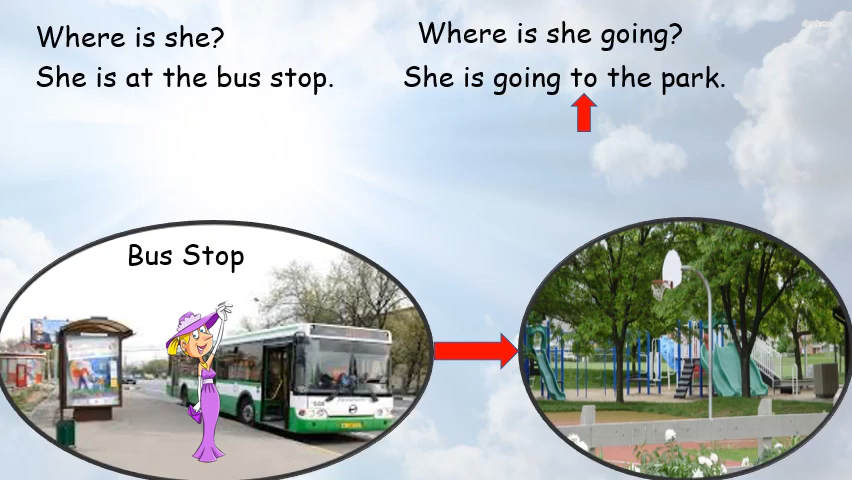 Where is she?
She is at the bus stop.
Where is she going?
She is going to the park.
Bus Stop